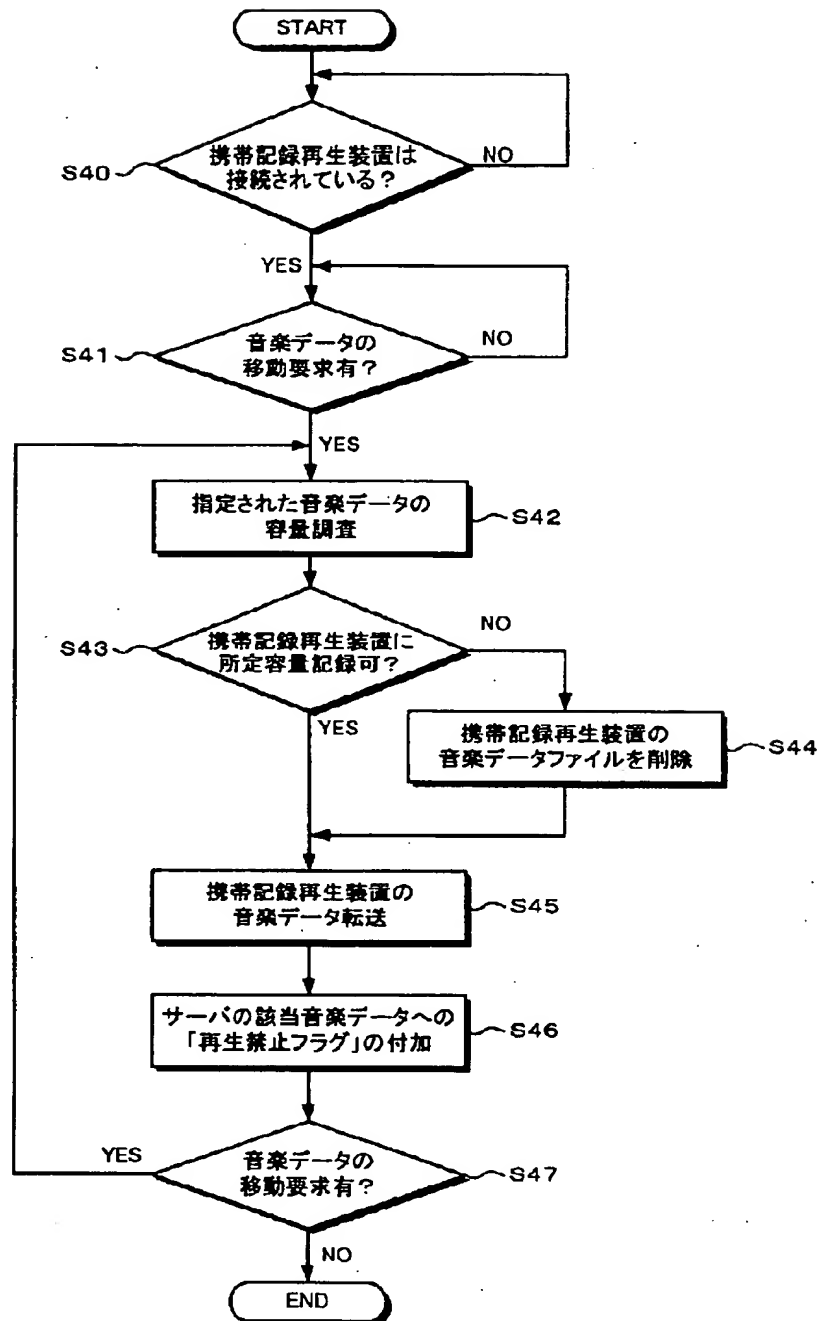 START
S40
携帯記録再生装置は
接続されている？
NO
YES
S41
音楽データの
移動要求有？
NO
YES
指定された音楽データの
容量調査
S42
S43
携帯記録再生装置に
所定容量記録可？
NO
YES
携帯記録再生装置の
音楽データファイルを削除
S44
携帯記録再生装置の
音楽データ転送
S45
サーバの該当音楽データへの
「再生禁止フラグ」の付加
S46
YES
音楽データの
移動要求有？
S47
NO
END